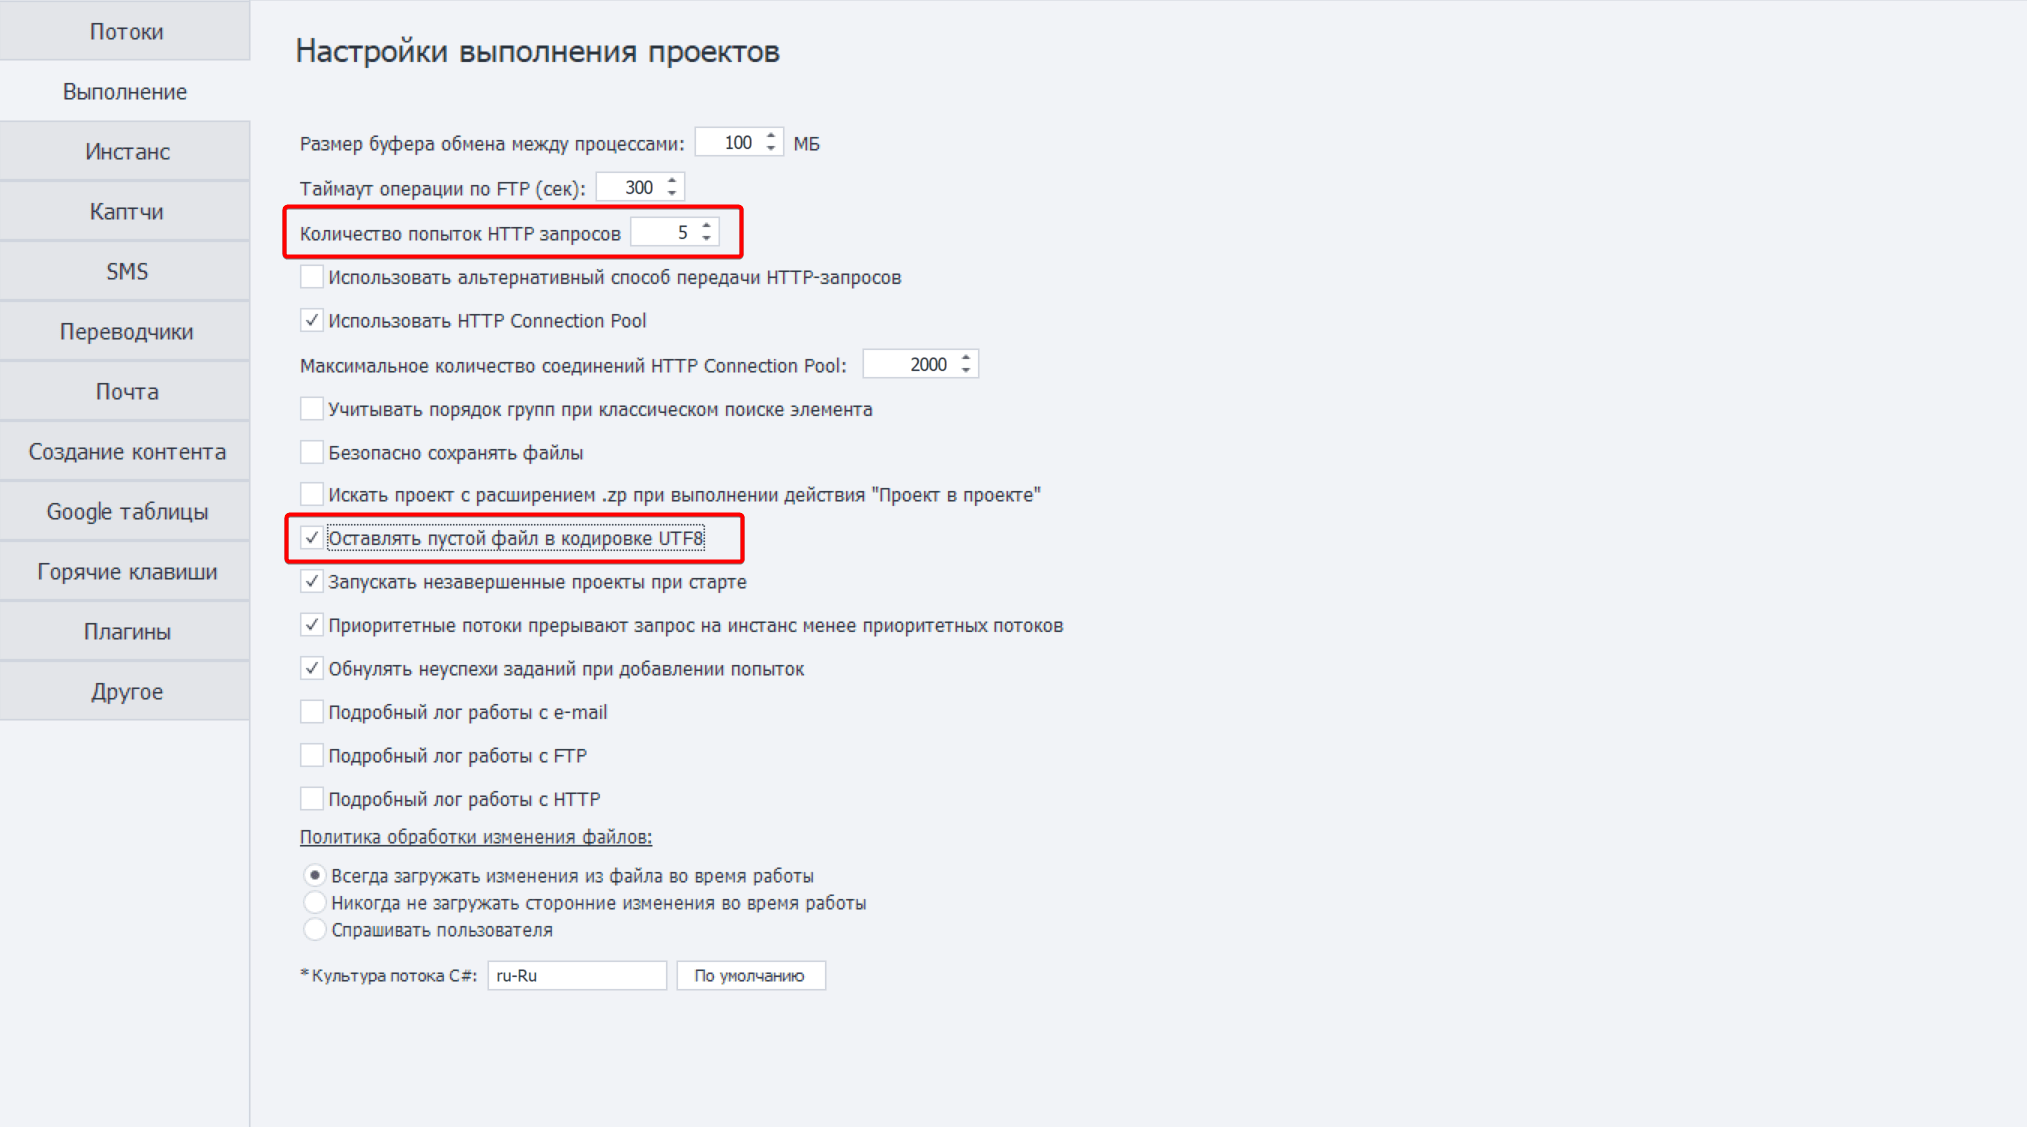 Потоки
Выполнение
Инстанс
Каптчи
SMS
Переводчики
Почта
Создание контента
Google таблицы
Горячие клавиши
Плагины
Другое
Настройки выполнения проектов
Размер буфера обмена между процессами: 100 МБ
Таймаут операции по FTP (сек): 300
Количество попыток HTTP запросов 5
Использовать альтернативный способ передачи HTTP-запросов
Использовать HTTP Connection Pool
Максимальное количество соединений HTTP Connection Pool: 2000
Учитывать порядок групп при классическом поиске элемента
Безопасно сохранять файлы
Искать проект с расширением .zp при выполнении действия "Проект в проекте"
Оставлять пустой файл в кодировке UTF8
Запускать незавершенные проекты при старте
Приоритетные потоки прерывают запрос на инстанс менее приоритетных потоков
Обнулять неуспехи заданий при добавлении попыток
Подробный лог работы с e-mail
Подробный лог работы с FTP
Подробный лог работы с HTTP
Политика обработки изменения файлов:
Всегда загружать изменения из файла во время работы
Никогда не загружать сторонние изменения во время работы
Спрашивать пользователя
* Культура потока C#: ru-Ru По умолчанию